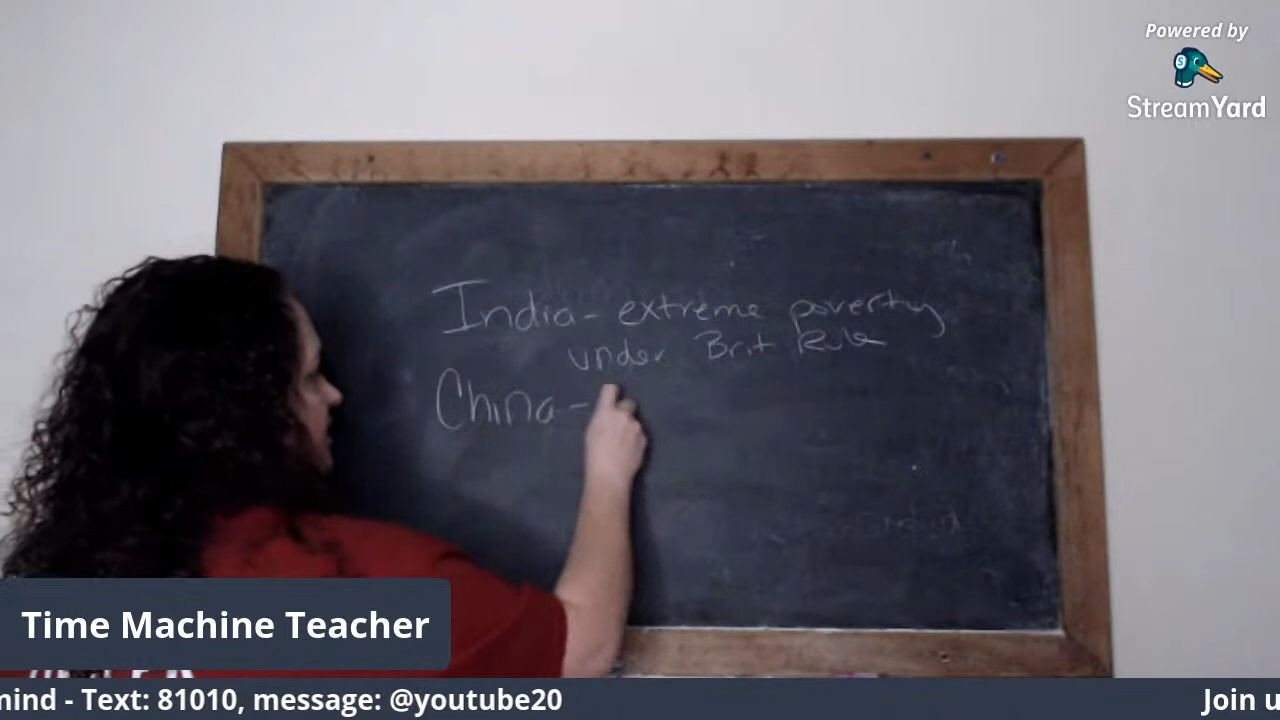 Powered by
StreamYard
India - extreme poverty
under Brit Rule
China -
Time Machine Teacher
mind - Text: 81010, message: @youtube20
Join u